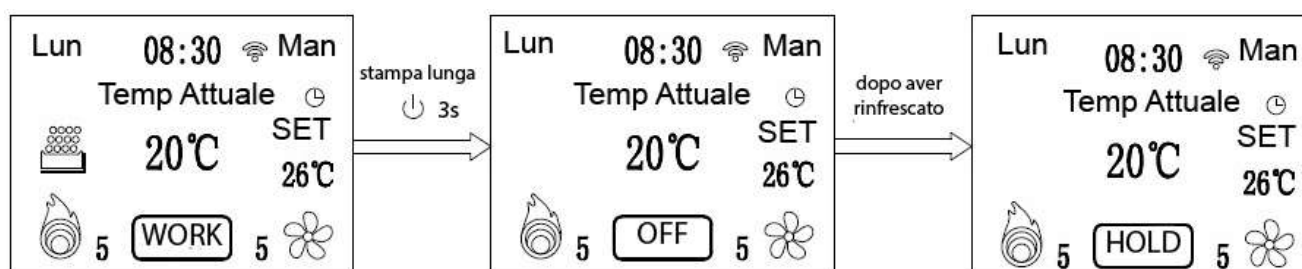 Lun 08:30 Man
Temp Attuale
SET
20℃
26℃
5 WORK 5
stampa lunga
3s
Lun 08:30 Man
Temp Attuale
SET
20℃
26℃
5 OFF 5
dopo aver
rinfrescato
Lun 08:30 Man
Temp Attuale
SET
20℃
26℃
5 HOLD 5